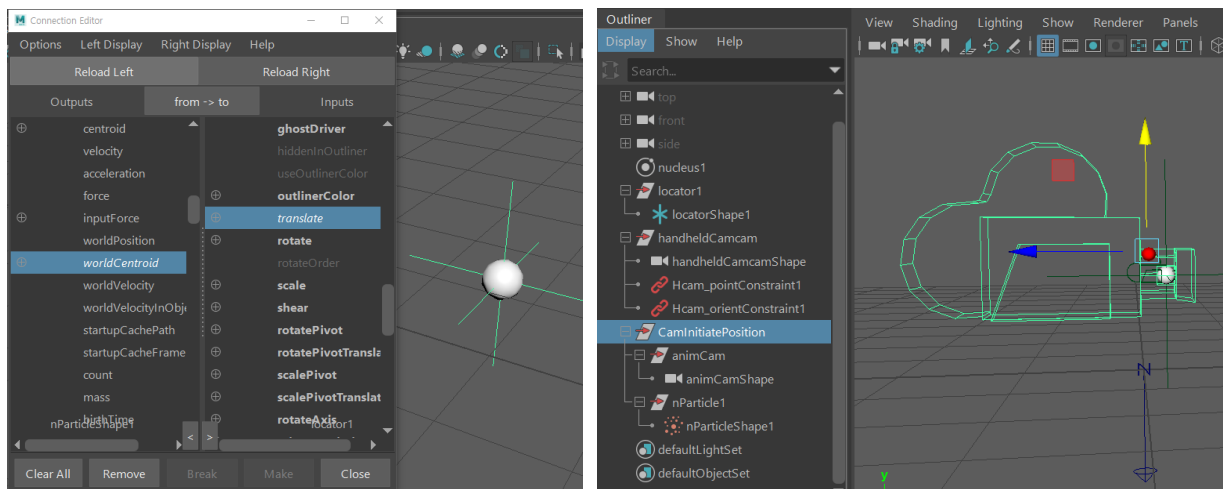 Connection Editor
Options Left Display Right Display Help
Reload Left Reload Right
Outputs from -> to Inputs
centroid ghostDriver
velocity hiddenInOutliner
acceleration useOutlinerColor
force outlinerColor
inputForce translate
worldPosition rotate
worldCentroid rotateOrder
worldVelocity scale
worldVelocityInObj shear
startupCachePath rotatePivot
startupCacheFrame rotatePivotTransla
count scalePivot
mass scalePivotTranslat
birthTime rotateAxis
nParticleShape1 < > locator1
Clear All Remove Break Make Close
Outliner
Display Show Help
Search...
top
front
side
nucleus1
locator1
locatorShape1
handheldCamcam
handheldCamcamShape
Hcam_pointConstraint1
Hcam_orientConstraint1
CamInitiatePosition
animCam
animCamShape
nParticle1
nParticleShape1
defaultLightSet
defaultObjectSet
View Shading Lighting Show Renderer Panels
N
y